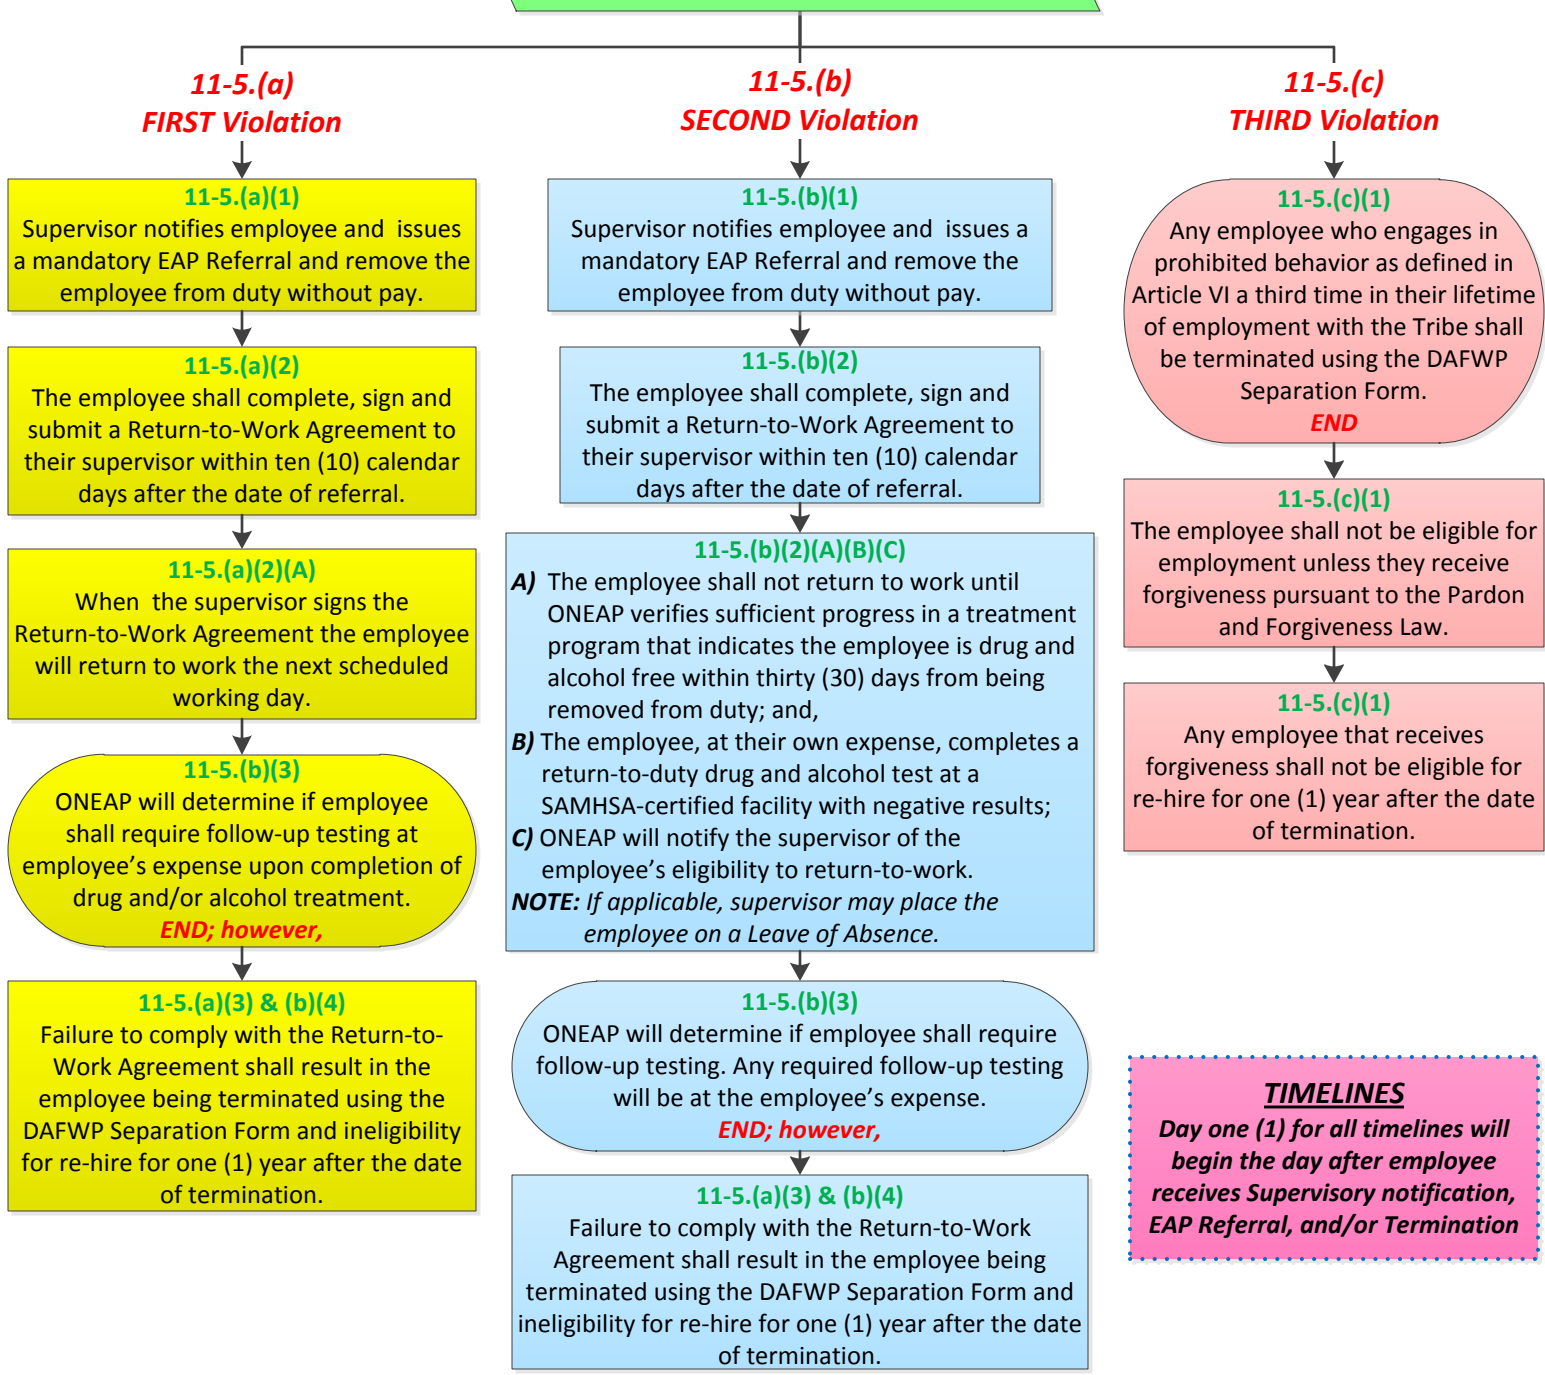 11-5.(a)
FIRST Violation
11-5.(a)(1)
Supervisor notifies employee and issues
a mandatory EAP Referral and remove the
employee from duty without pay.
11-5.(a)(2)
The employee shall complete, sign and
submit a Return-to-Work Agreement to
their supervisor within ten (10) calendar
days after the date of referral.
11-5.(a)(2)(A)
When the supervisor signs the
Return-to-Work Agreement the employee
will return to work the next scheduled
working day.
11-5.(b)(3)
ONEAP will determine if employee
shall require follow-up testing at
employee's expense upon completion of
drug and/or alcohol treatment.
END; however,
11-5.(a)(3) & (b)(4)
Failure to comply with the Return-to-
Work Agreement shall result in the
employee being terminated using the
DAFWP Separation Form and ineligibility
for re-hire for one (1) year after the date
of termination.
11-5.(b)
SECOND Violation
11-5.(b)(1)
Supervisor notifies employee and issues a
mandatory EAP Referral and remove the
employee from duty without pay.
11-5.(b)(2)
The employee shall complete, sign and
submit a Return-to-Work Agreement to
their supervisor within ten (10) calendar
days after the date of referral.
11-5.(b)(2)(A)(B)(C)
A) The employee shall not return to work until
ONEAP verifies sufficient progress in a treatment
program that indicates the employee is drug and
alcohol free within thirty (30) days from being
removed from duty; and,
B) The employee, at their own expense, completes a
return-to-duty drug and alcohol test at a
SAMHSA-certified facility with negative results;
C) ONEAP will notify the supervisor of the
employee's eligibility to return-to-work.
NOTE: If applicable, supervisor may place the
employee on a Leave of Absence.
11-5.(b)(3)
ONEAP will determine if employee shall require
follow-up testing. Any required follow-up testing
will be at the employee's expense.
END; however,
11-5.(a)(3) & (b)(4)
Failure to comply with the Return-to-Work
Agreement shall result in the employee being
terminated using the DAFWP Separation Form and
ineligibility for re-hire for one (1) year after the date
of termination.
11-5.(c)
THIRD Violation
11-5.(c)(1)
Any employee who engages in
prohibited behavior as defined in
Article VI a third time in their lifetime
of employment with the Tribe shall
be terminated using the DAFWP
Separation Form.
END
11-5.(c)(1)
The employee shall not be eligible for
employment unless they receive
forgiveness pursuant to the Pardon
and Forgiveness Law.
11-5.(c)(1)
Any employee that receives
forgiveness shall not be eligible for
re-hire for one (1) year after the date
of termination.
TIMELINES
Day one (1) for all timelines will
begin the day after employee
receives Supervisory notification,
EAP Referral, and/or Termination